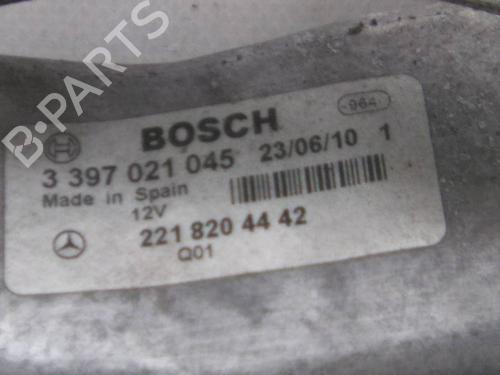 964
BOSCH
3 397 021 045 23/06/10 1
Made in Spain
12V
221 820 44 42
Q01
B-PARTS